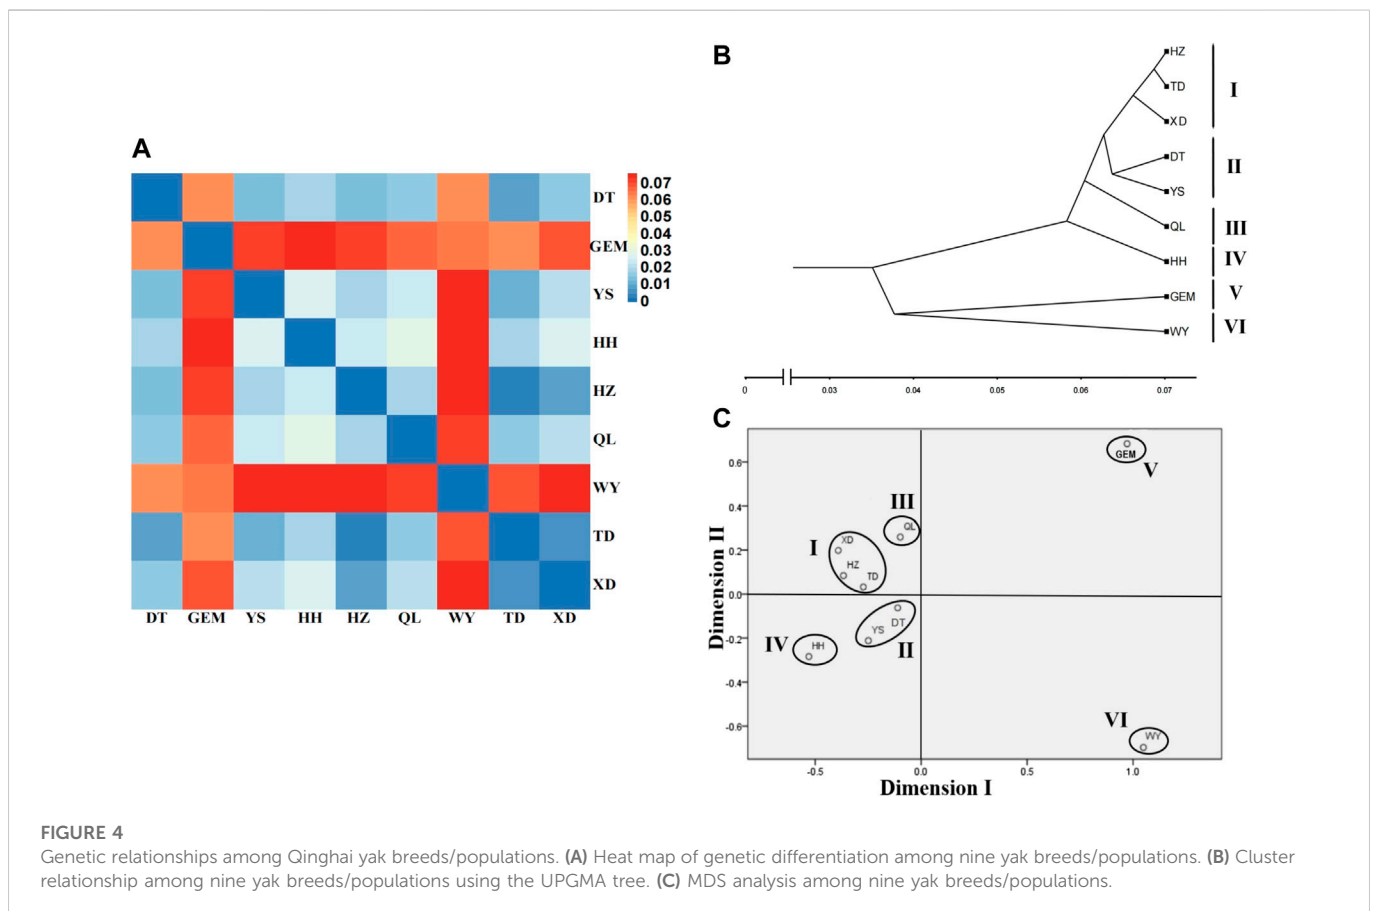 A
DT
GEM
YS
HH
HZ
QL
WY
TD
XD
DT GEM YS HH HZ QL WY TD XD
0.07
0.06
0.05
0.04
0.03
0.02
0.01
0
B
HZ
TD
XD
DT
YS
QL
HH
GEM
WY
I
II
III
IV
V
VI
0 0.03 0.04 0.05 0.06 0.07
C
Dimension II
0.6
0.4
0.2
0.0
-0.2
-0.4
-0.6
GEM
V
III
QL
I
XD
HZ
TD
YS
DT
II
IV
HH
VI
WY
-0.5 0.0 0.5 1.0
Dimension I
FIGURE 4
Genetic relationships among Qinghai yak breeds/populations. (A) Heat map of genetic differentiation among nine yak breeds/populations. (B) Cluster
relationship among nine yak breeds/populations using the UPGMA tree. (C) MDS analysis among nine yak breeds/populations.